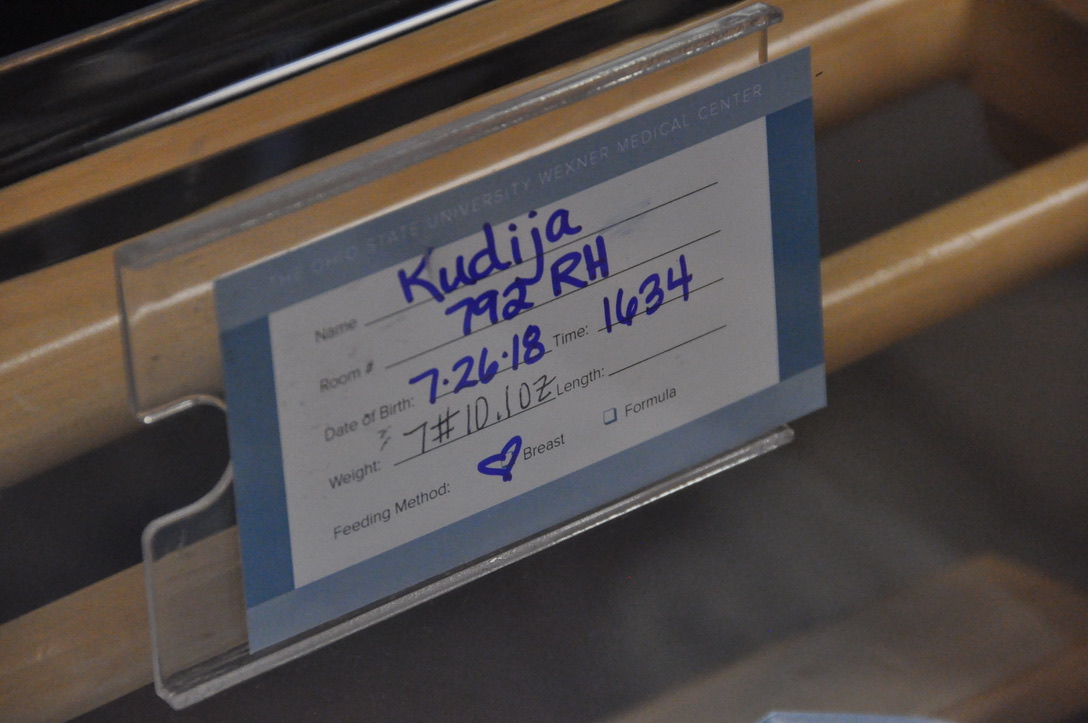 THE OHIO STATE UNIVERSITY WEXNER MEDICAL CENTER
Name Kudija
Room # 792 RH
Date of Birth: 7·26·18 Time: 1634
Weight: 7#10.1oz Length:
Feeding Method: Breast Formula